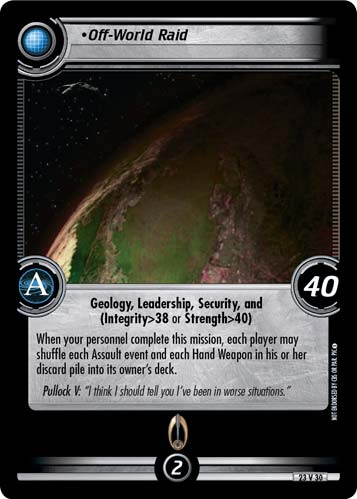 •Off-World Raid
A
40
Geology, Leadership, Security, and
(Integrity>38 or Strength>40)
When your personnel complete this mission, each player may
shuffle each Assault event and each Hand Weapon in his or her
discard pile into its owner's deck.
Pullock V: "I think I should tell you I've been in worse situations."
2
23 V 30